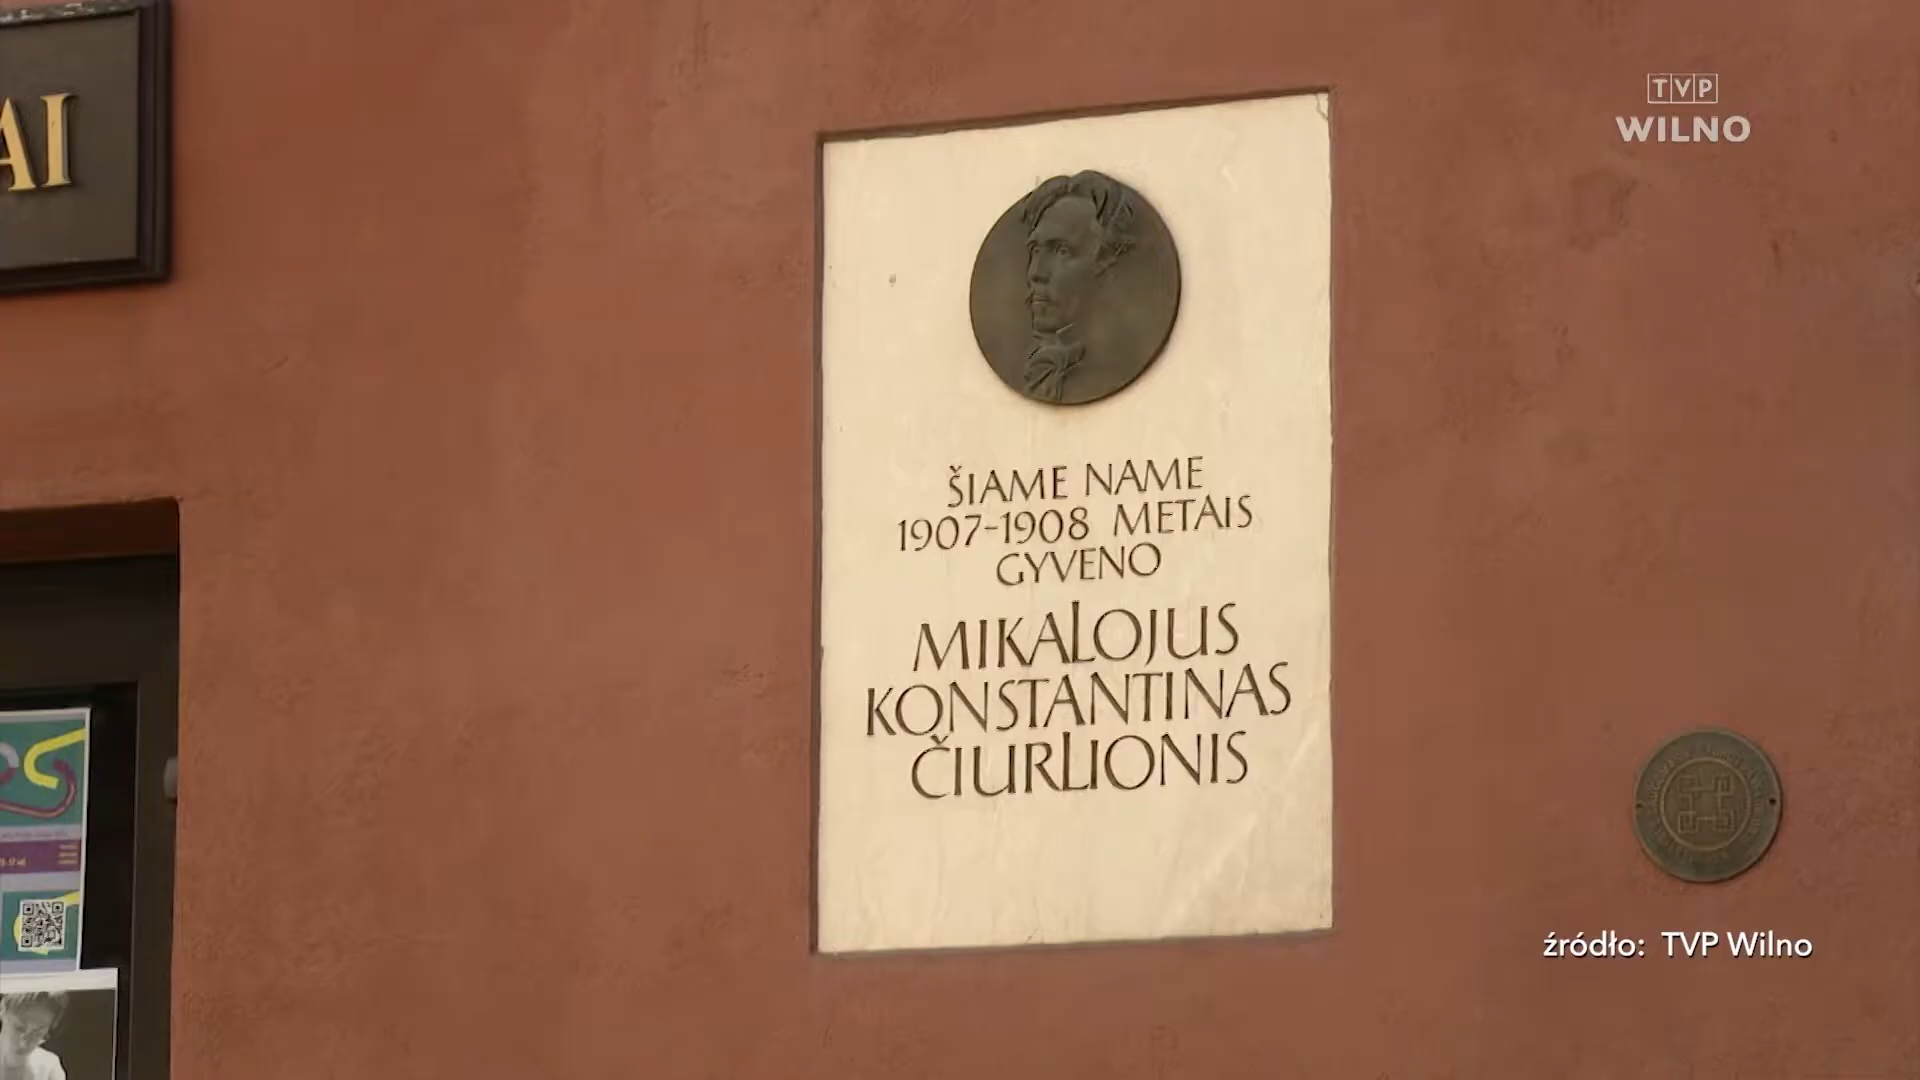 AI
TVP
WILNO
ŠIAME NAME
1907-1908 METAIS
GYVENO
MIKALOJUS
KONSTANTINAS
ČIURLIONIS
źródło: TVP Wilno